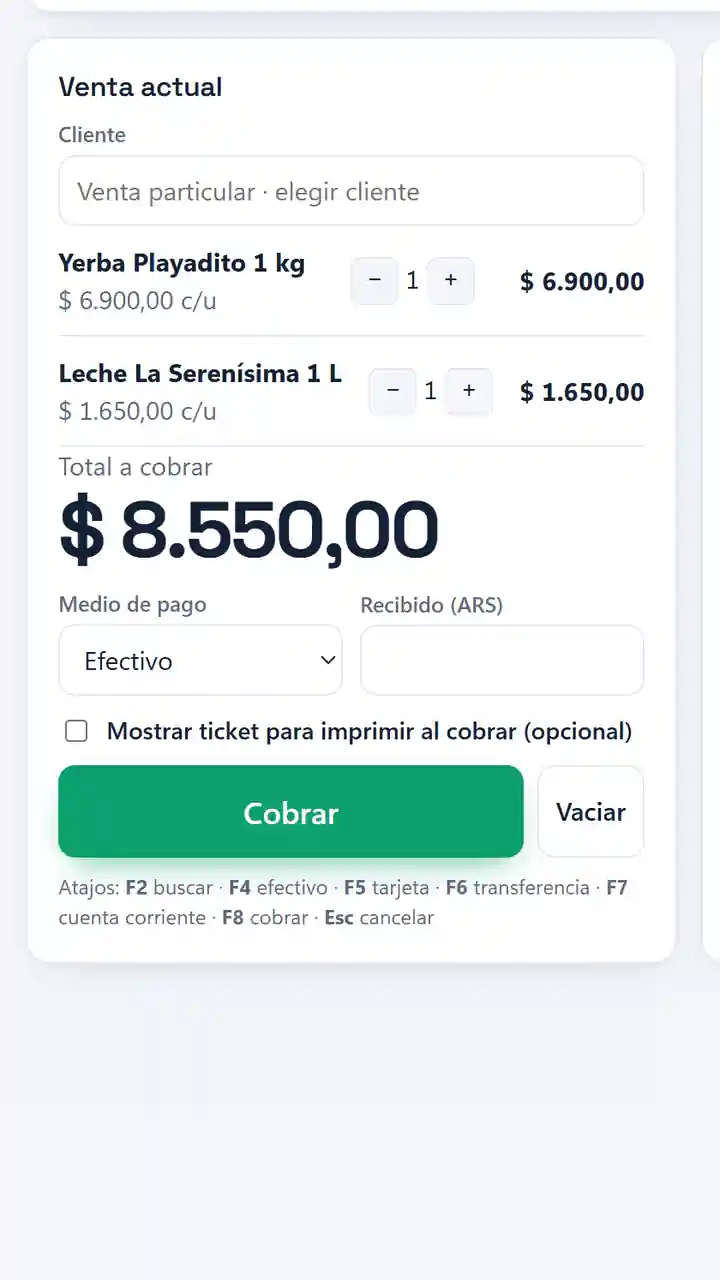 Venta actual
Cliente
Venta particular · elegir cliente
Yerba Playadito 1 kg
$ 6.900,00 c/u
− 1 +
$ 6.900,00
Leche La Serenísima 1 L
$ 1.650,00 c/u
− 1 +
$ 1.650,00
Total a cobrar
$ 8.550,00
Medio de pago
Recibido (ARS)
Efectivo
Mostrar ticket para imprimir al cobrar (opcional)
Cobrar
Vaciar
Atajos: F2 buscar · F4 efectivo · F5 tarjeta · F6 transferencia · F7
cuenta corriente · F8 cobrar · Esc cancelar